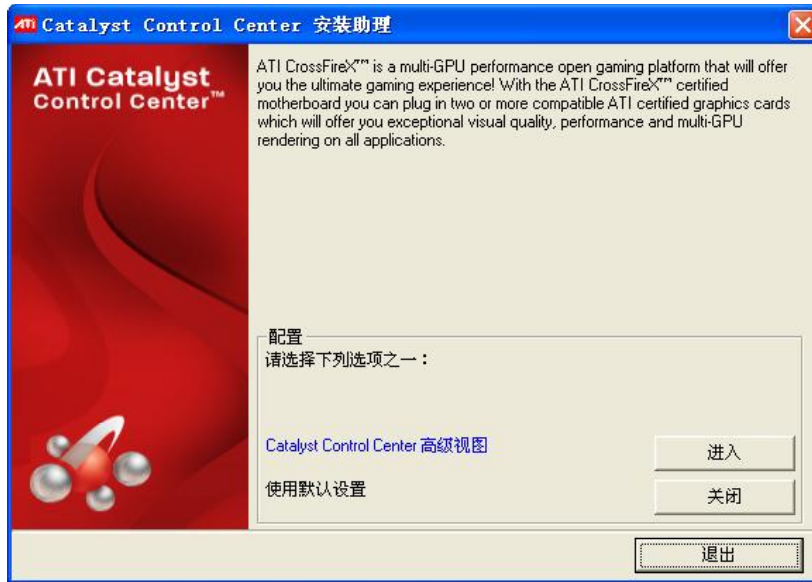 ATI Catalyst Control Center 安装助理
ATI Catalyst
Control Center™
ATI CrossFireX™ is a multi-GPU performance open gaming platform that will offer
you the ultimate gaming experience! With the ATI CrossFireX™ certified
motherboard you can plug in two or more compatible ATI certified graphics cards
which will offer you exceptional visual quality, performance and multi-GPU
rendering on all applications.
配置
请选择下列选项之一：
Catalyst Control Center 高级视图
进入
使用默认设置
关闭
退出